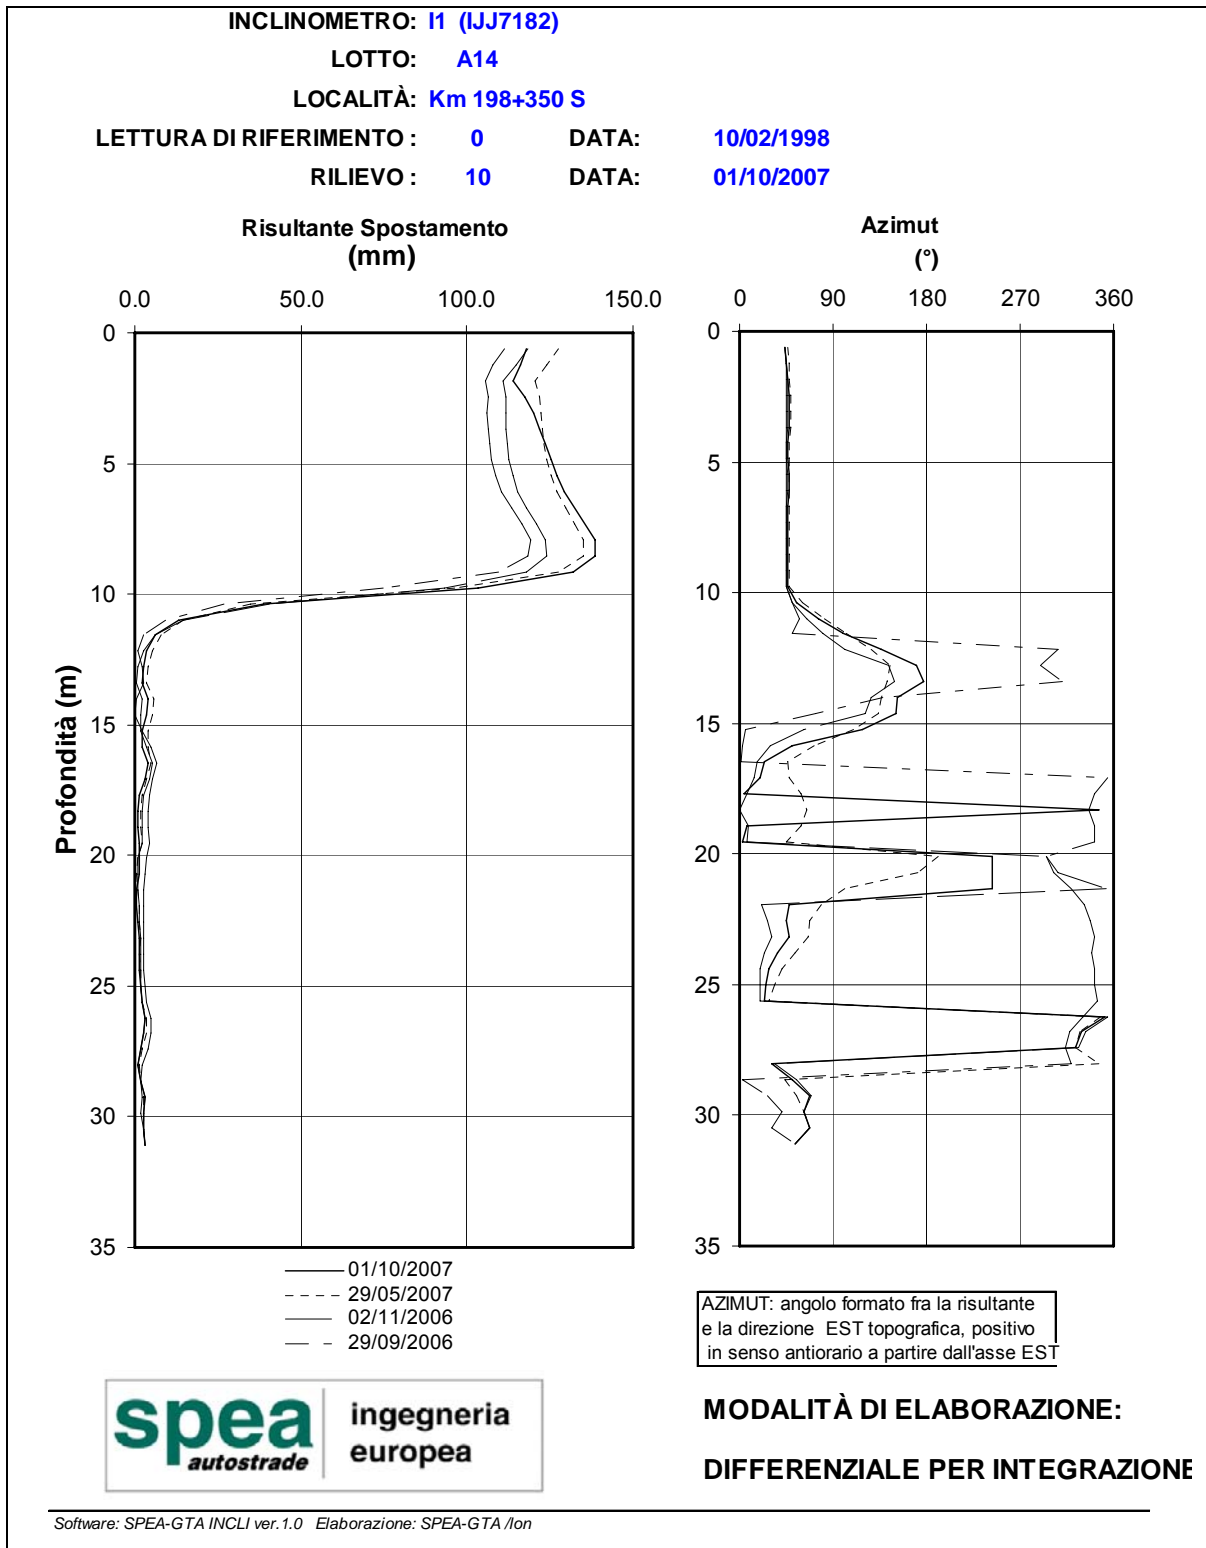 INCLINOMETRO: I1 (IJJ7182)
LOTTO: A14
LOCALITÀ: Km 198+350 S
LETTURA DI RIFERIMENTO : 0 DATA: 10/02/1998
RILIEVO : 10 DATA: 01/10/2007
Risultante Spostamento
(mm)
0.0 50.0 100.0 150.0
0
5
10
15
20
25
30
35
Profondità (m)
01/10/2007
29/05/2007
02/11/2006
29/09/2006
Azimut
(°)
0 90 180 270 360
0
5
10
15
20
25
30
35
AZIMUT: angolo formato fra la risultante
e la direzione EST topografica, positivo
in senso antiorario a partire dall'asse EST
spea
autostrade
ingegneria
europea
MODALITÀ DI ELABORAZIONE:
DIFFERENZIALE PER INTEGRAZIONE
Software: SPEA-GTA INCLI ver.1.0 Elaborazione: SPEA-GTA /Ion